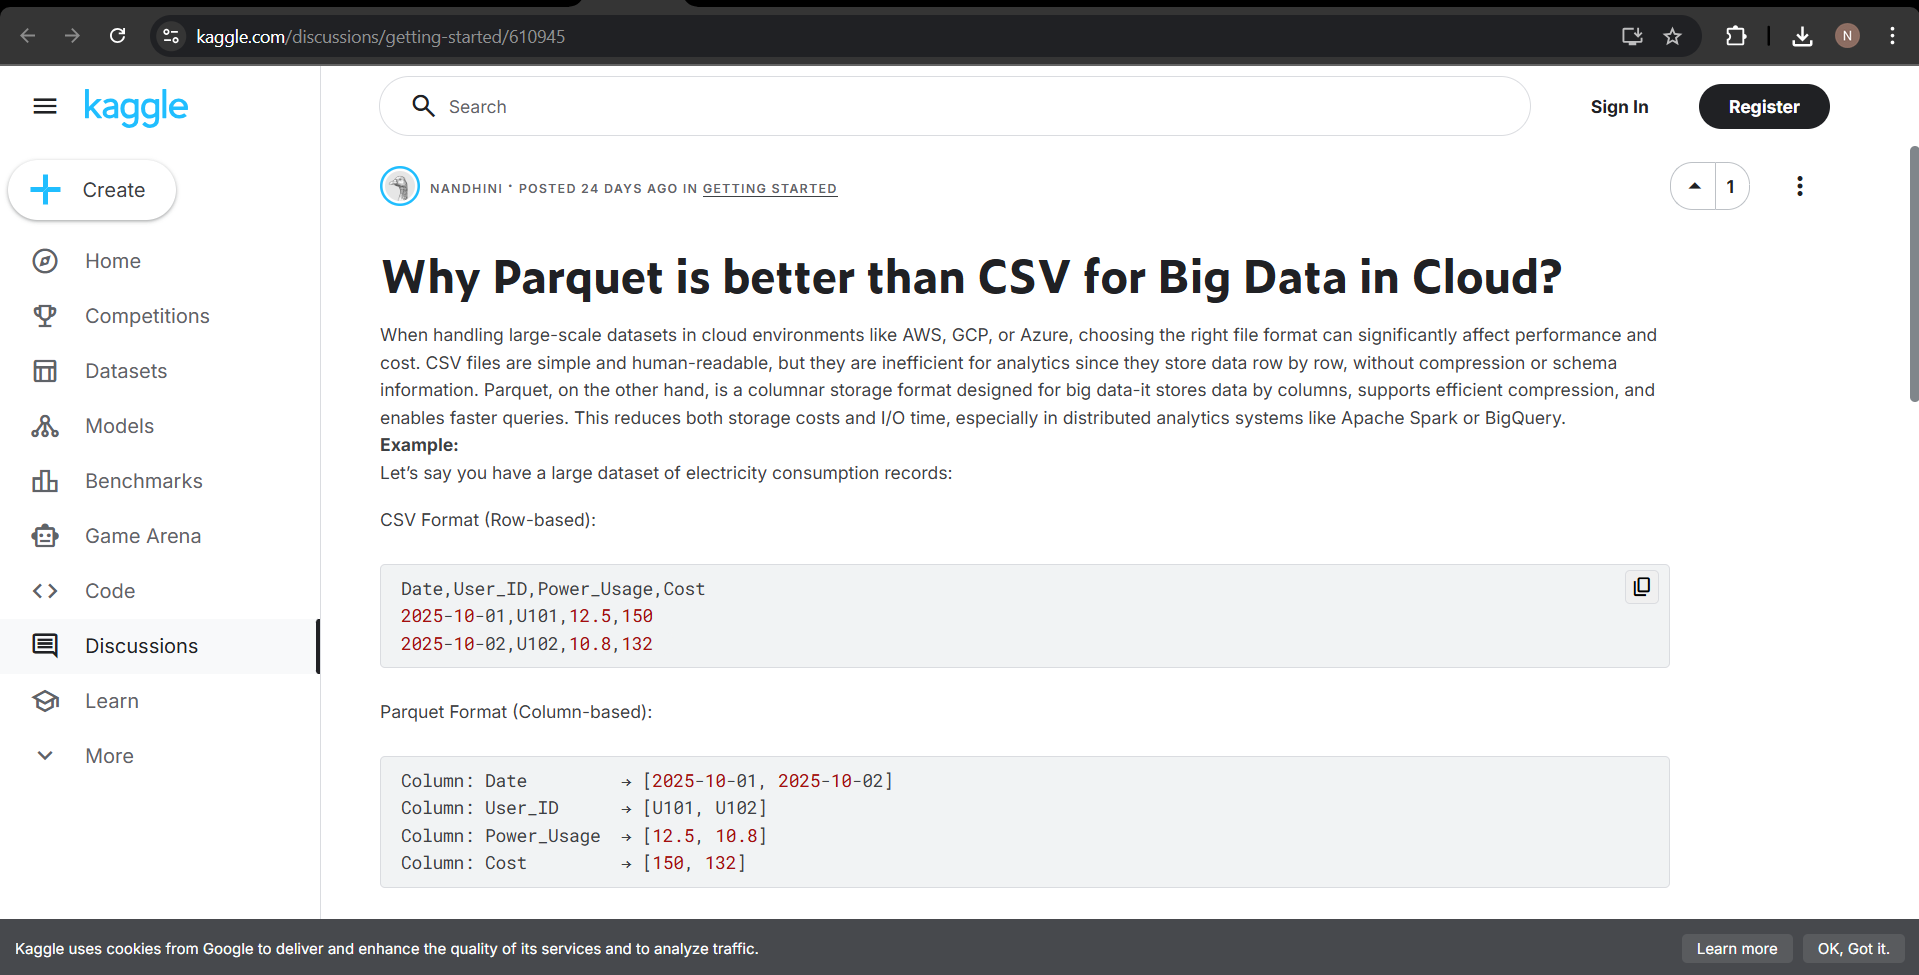 kaggle.com/discussions/getting-started/610945
N
kaggle
Search
Sign In
Register
Create
Home
Competitions
Datasets
Models
Benchmarks
Game Arena
Code
Discussions
Learn
More
NANDHINI · POSTED 24 DAYS AGO IN GETTING STARTED
1
Why Parquet is better than CSV for Big Data in Cloud?
When handling large-scale datasets in cloud environments like AWS, GCP, or Azure, choosing the right file format can significantly affect performance and
cost. CSV files are simple and human-readable, but they are inefficient for analytics since they store data row by row, without compression or schema
information. Parquet, on the other hand, is a columnar storage format designed for big data-it stores data by columns, supports efficient compression, and
enables faster queries. This reduces both storage costs and I/O time, especially in distributed analytics systems like Apache Spark or BigQuery.
Example:
Let’s say you have a large dataset of electricity consumption records:
CSV Format (Row-based):
Date,User_ID,Power_Usage,Cost
2025-10-01,U101,12.5,150
2025-10-02,U102,10.8,132
Parquet Format (Column-based):
Column: Date → [2025-10-01, 2025-10-02]
Column: User_ID → [U101, U102]
Column: Power_Usage → [12.5, 10.8]
Column: Cost → [150, 132]
Kaggle uses cookies from Google to deliver and enhance the quality of its services and to analyze traffic.
Learn more
OK, Got it.